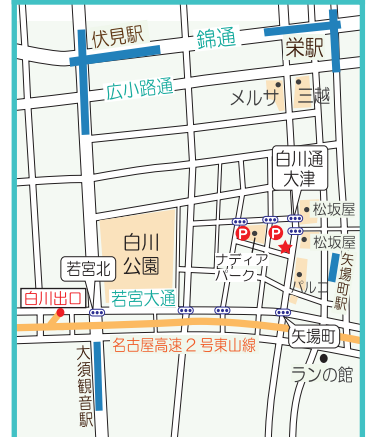 伏見駅
錦通
栄駅
広小路通
メルサ
三越
白川通
大津
松坂屋
白川
公園
松坂屋
若宮北
ナディア
パーク
矢場町駅
白川出口
若宮大通
パルコ
P
P
名古屋高速2号東山線
矢場町
大須観音駅
ランの館